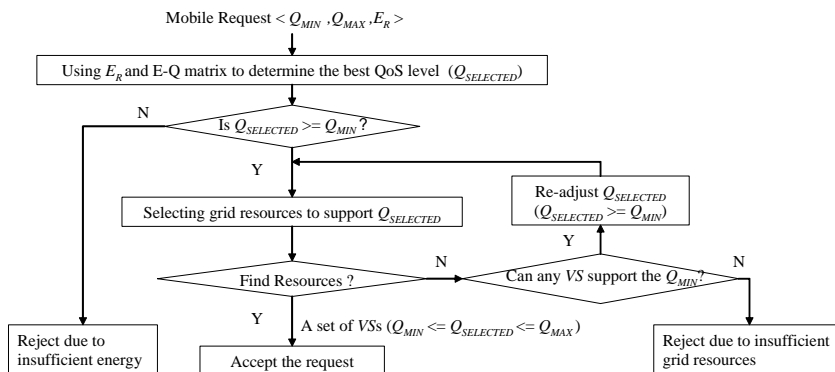 Mobile Request < Q_MIN ,Q_MAX ,E_R >
Using E_R and E-Q matrix to determine the best QoS level (Q_SELECTED)
N
Is Q_SELECTED >= Q_MIN ?
Y
Re-adjust Q_SELECTED
(Q_SELECTED >= Q_MIN)
Selecting grid resources to support Q_SELECTED
Y
N
N
Find Resources ?
Can any VS support the Q_MIN?
Y
A set of VSs (Q_MIN <= Q_SELECTED <= Q_MAX)
Reject due to
insufficient energy
Accept the request
Reject due to insufficient
grid resources